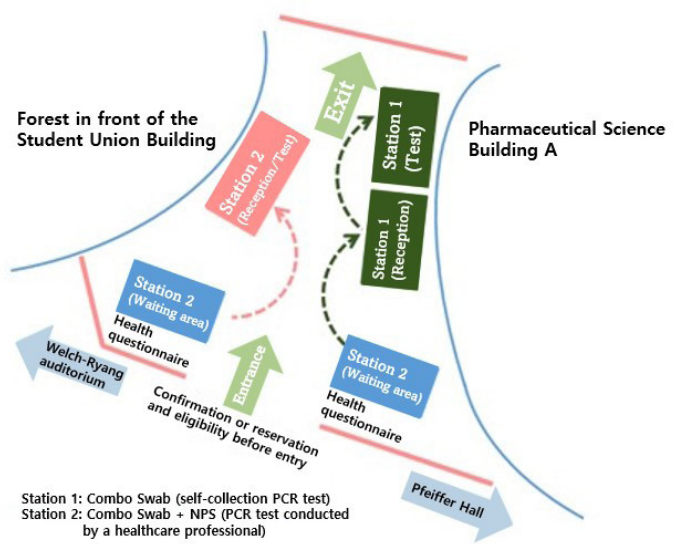 Exit
Forest in front of the
Student Union Building
Station 2
(Reception/Test)
Station 1
(Test)
Pharmaceutical Science
Building A
Station 1
(Reception)
Station 2
(Waiting area)
Health
questionnaire
Welch-Ryang
auditorium
Entrance
Confirmation or reservation
and eligibility before
entry
Station 2
(Waiting area)
Health
questionnaire
Pfeiffer Hall
Station 1: Combo Swab (self-collection PCR test)
Station 2: Combo Swab + NPS (PCR test conducted
by a healthcare professional)